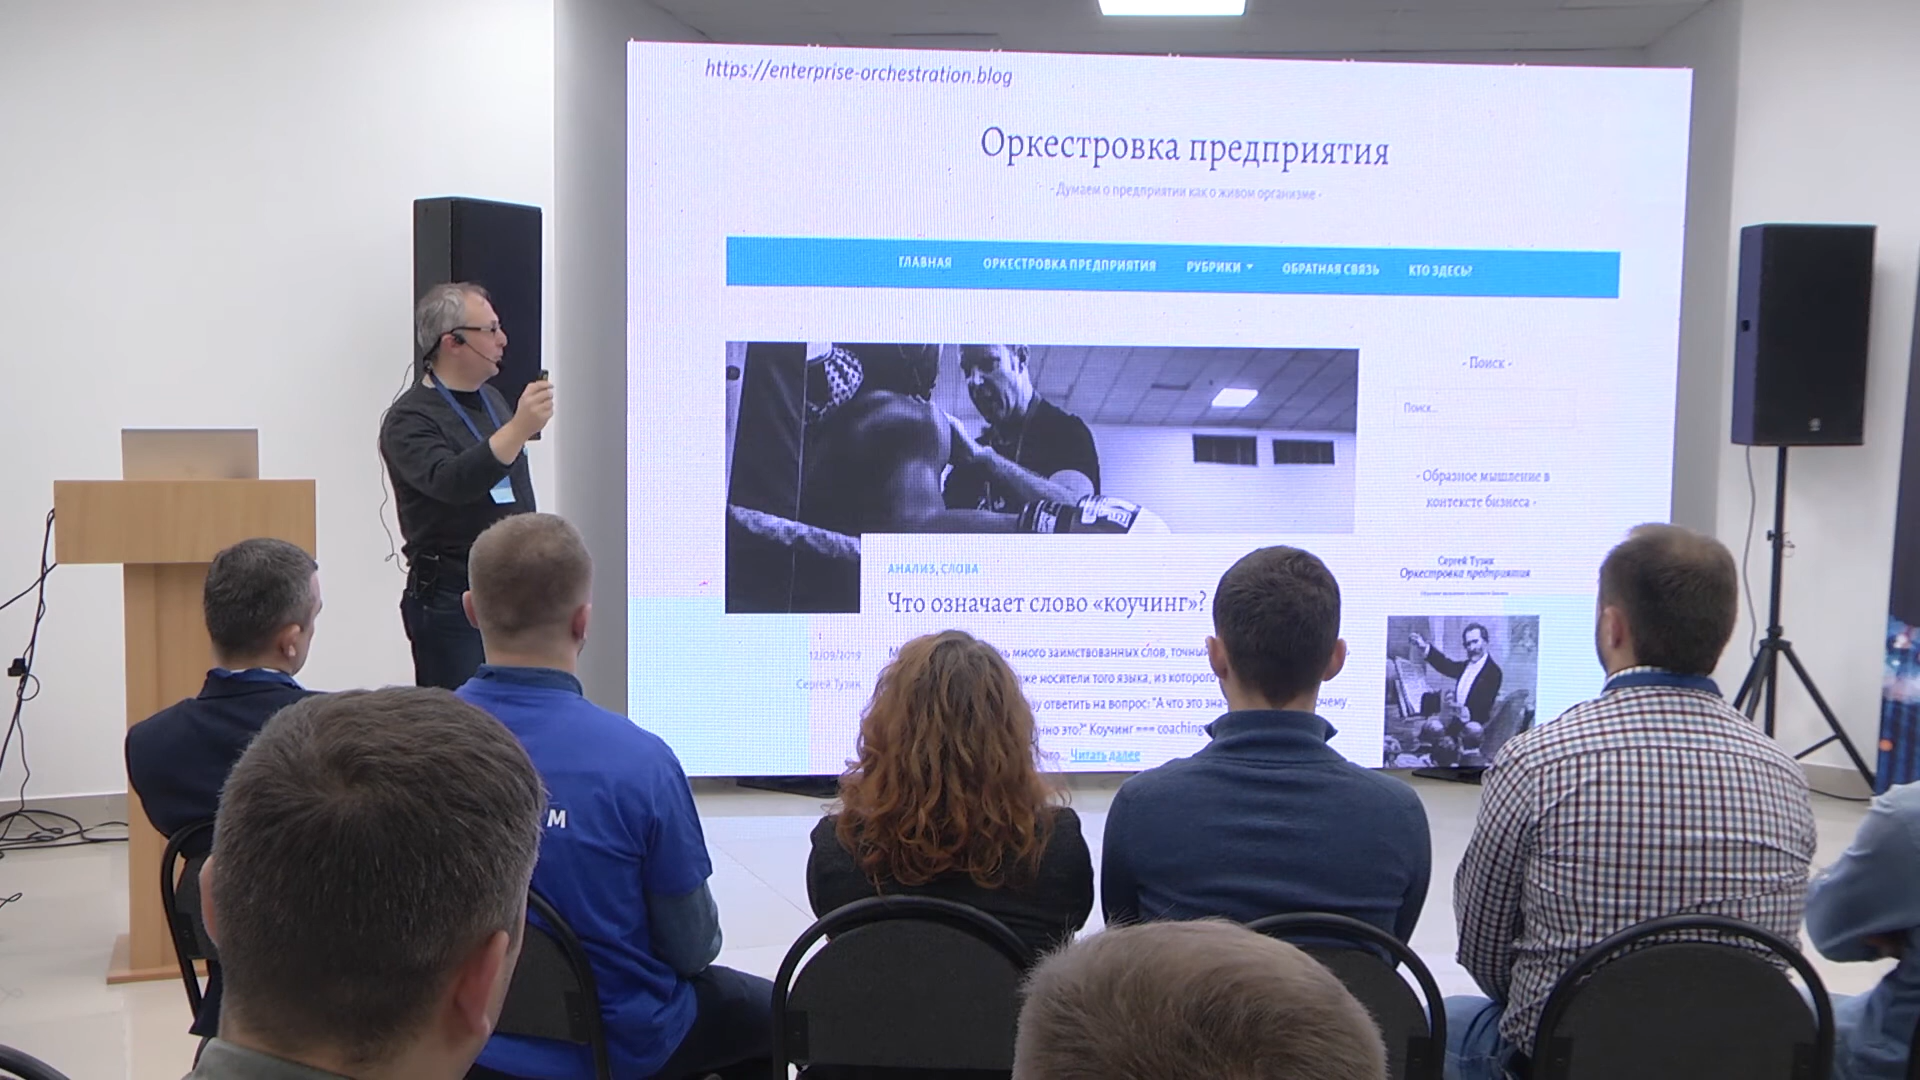 https://enterprise-orchestration.blog
Оркестровка предприятия
- Думаем о предприятии как о живом организме -
ГЛАВНАЯ ОРКЕСТРОВКА ПРЕДПРИЯТИЯ РУБРИКИ ОБРАТНАЯ СВЯЗЬ КТО ЗДЕСЬ?
- Поиск -
Поиск...
- Образное мышление в
контексте бизнеса -
Сергей Тузик
Оркестровка предприятия
АНАЛИЗ, СЛОВА
Что означает слово «коучинг»?
12/09/2019
Сергей Тузик
много заимствованных слов, точный
же носители того языка, из которого
ответить на вопрос: "А что это
это?" Коучинг === coaching
Читать далее
М